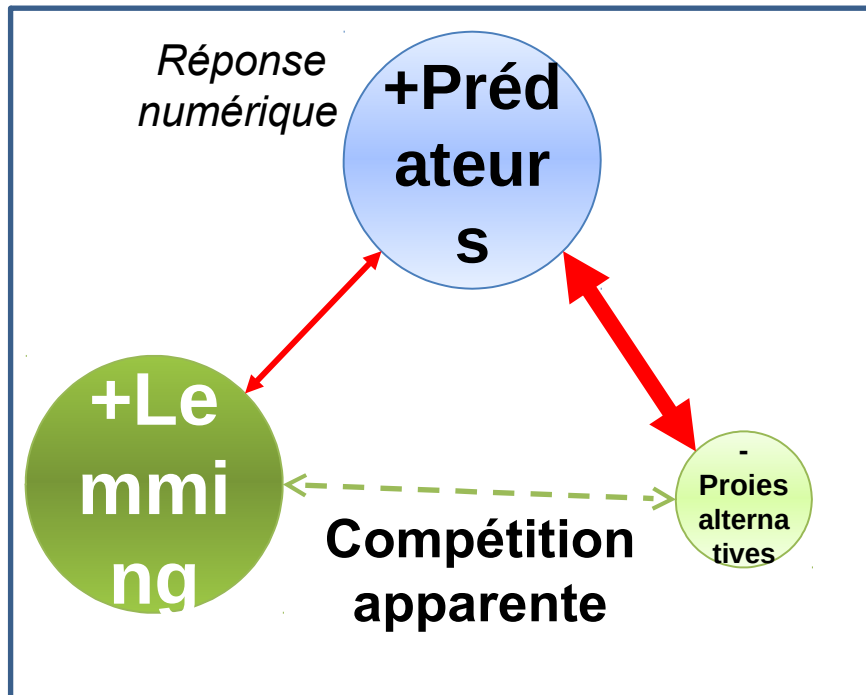 Réponse
numérique
+Préd
ateur
s
+Le
mmi
ng
-
Proies
alterna
tives
Compétition
apparente